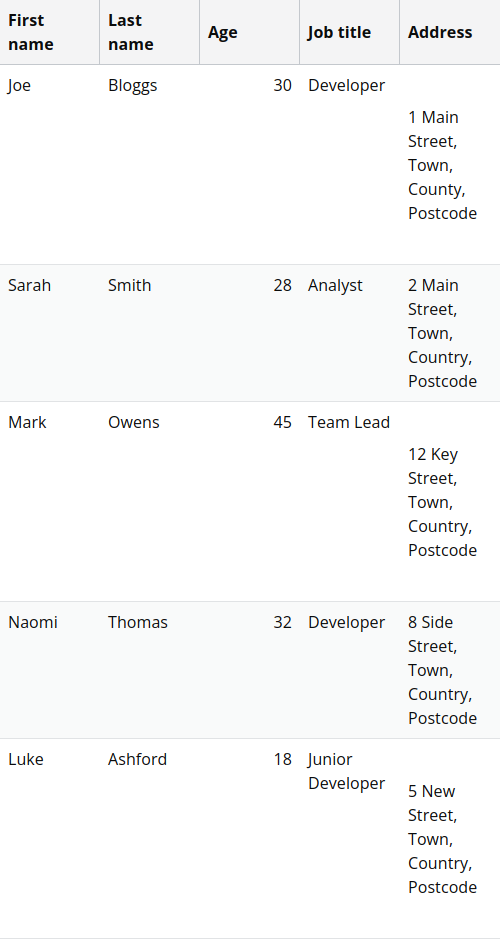 First name Last name Age Job title Address
Joe Bloggs 30 Developer
1 Main
Street,
Town,
County,
Postcode
Sarah Smith 28 Analyst 2 Main
Street,
Town,
Country,
Postcode
Mark Owens 45 Team Lead
12 Key
Street,
Town,
Country,
Postcode
Naomi Thomas 32 Developer 8 Side
Street,
Town,
Country,
Postcode
Luke Ashford 18 Junior
Developer
5 New
Street,
Town,
Country,
Postcode